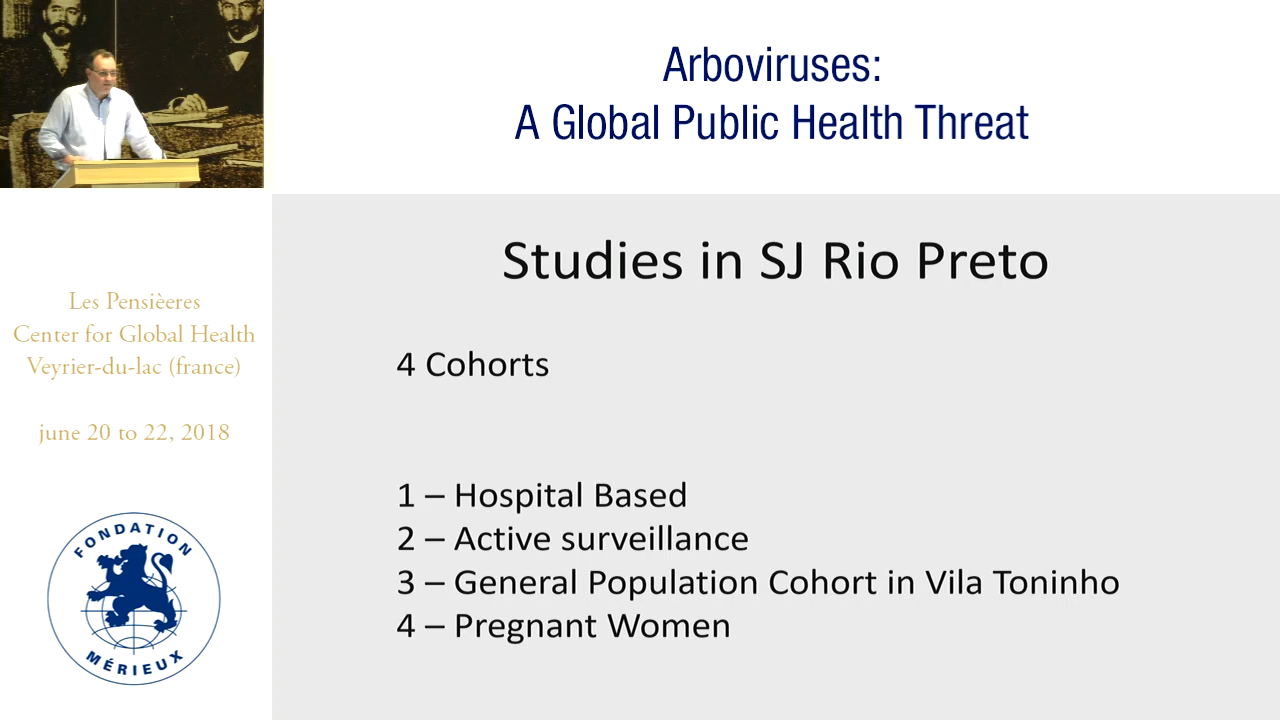 Arboviruses:
A Global Public Health Threat
Les Pensièeres
Center for Global Health
Veyrier-du-lac (france)
june 20 to 22, 2018
FONDATION
MÉRIEUX
Studies in SJ Rio Preto
4 Cohorts
1 – Hospital Based
2 – Active surveillance
3 – General Population Cohort in Vila Toninho
4 – Pregnant Women